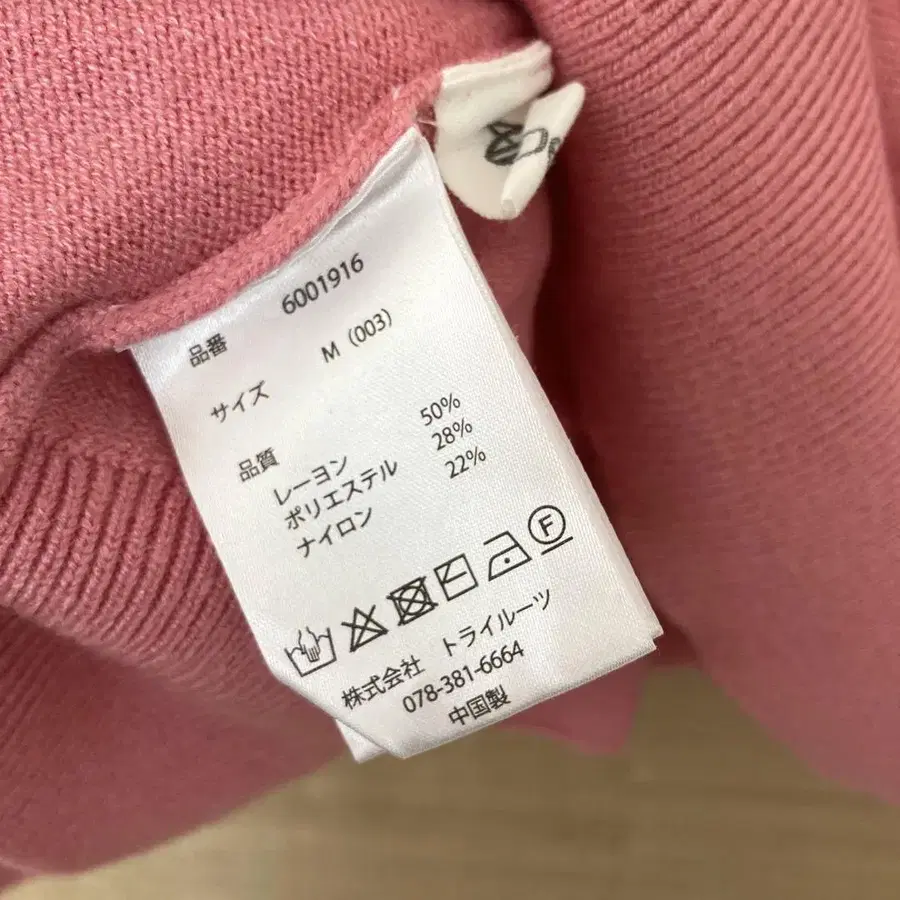 品番 6001916
サイズ M (003)
品質
レーヨン 50%
ポリエステル 28%
ナイロン 22%
F
株式会社 トライルーツ
078-381-6664
中国製